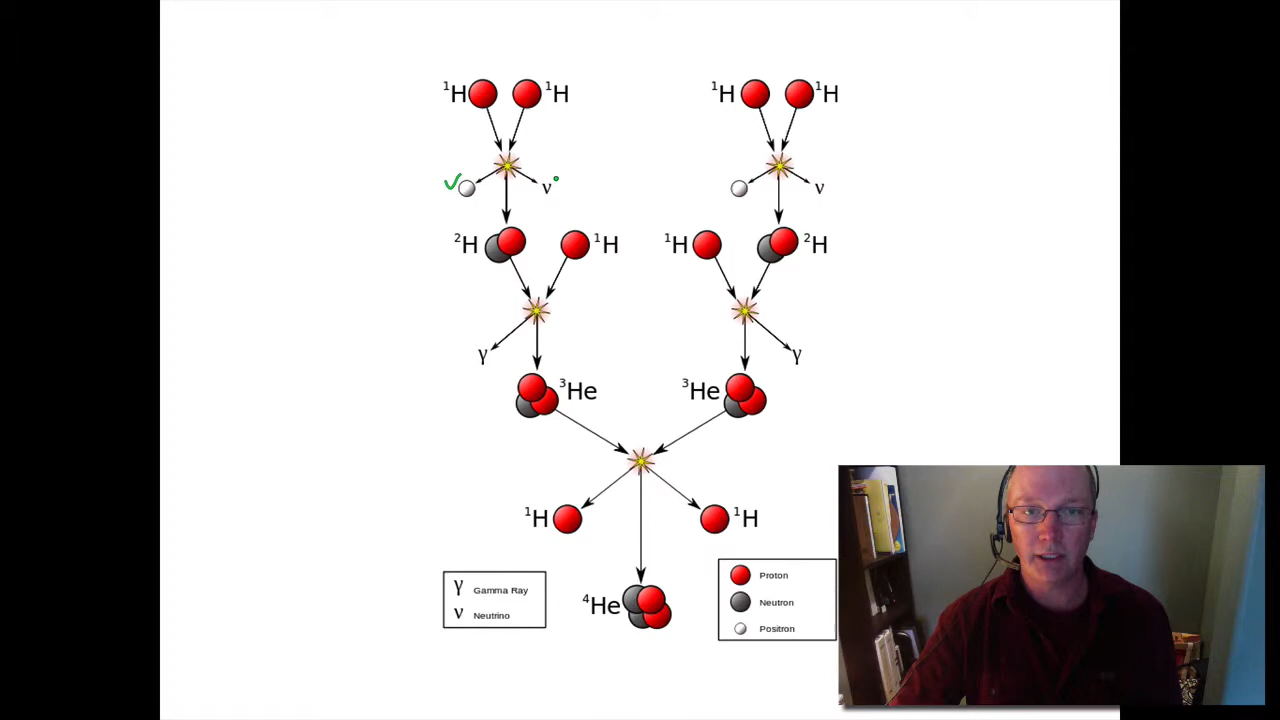 ¹H ¹H ¹H ¹H
ν ν
²H ¹H ¹H ²H
γ γ
³He ³He
¹H ¹H
⁴He
γ Gamma Ray
ν Neutrino
Proton
Neutron
Positron